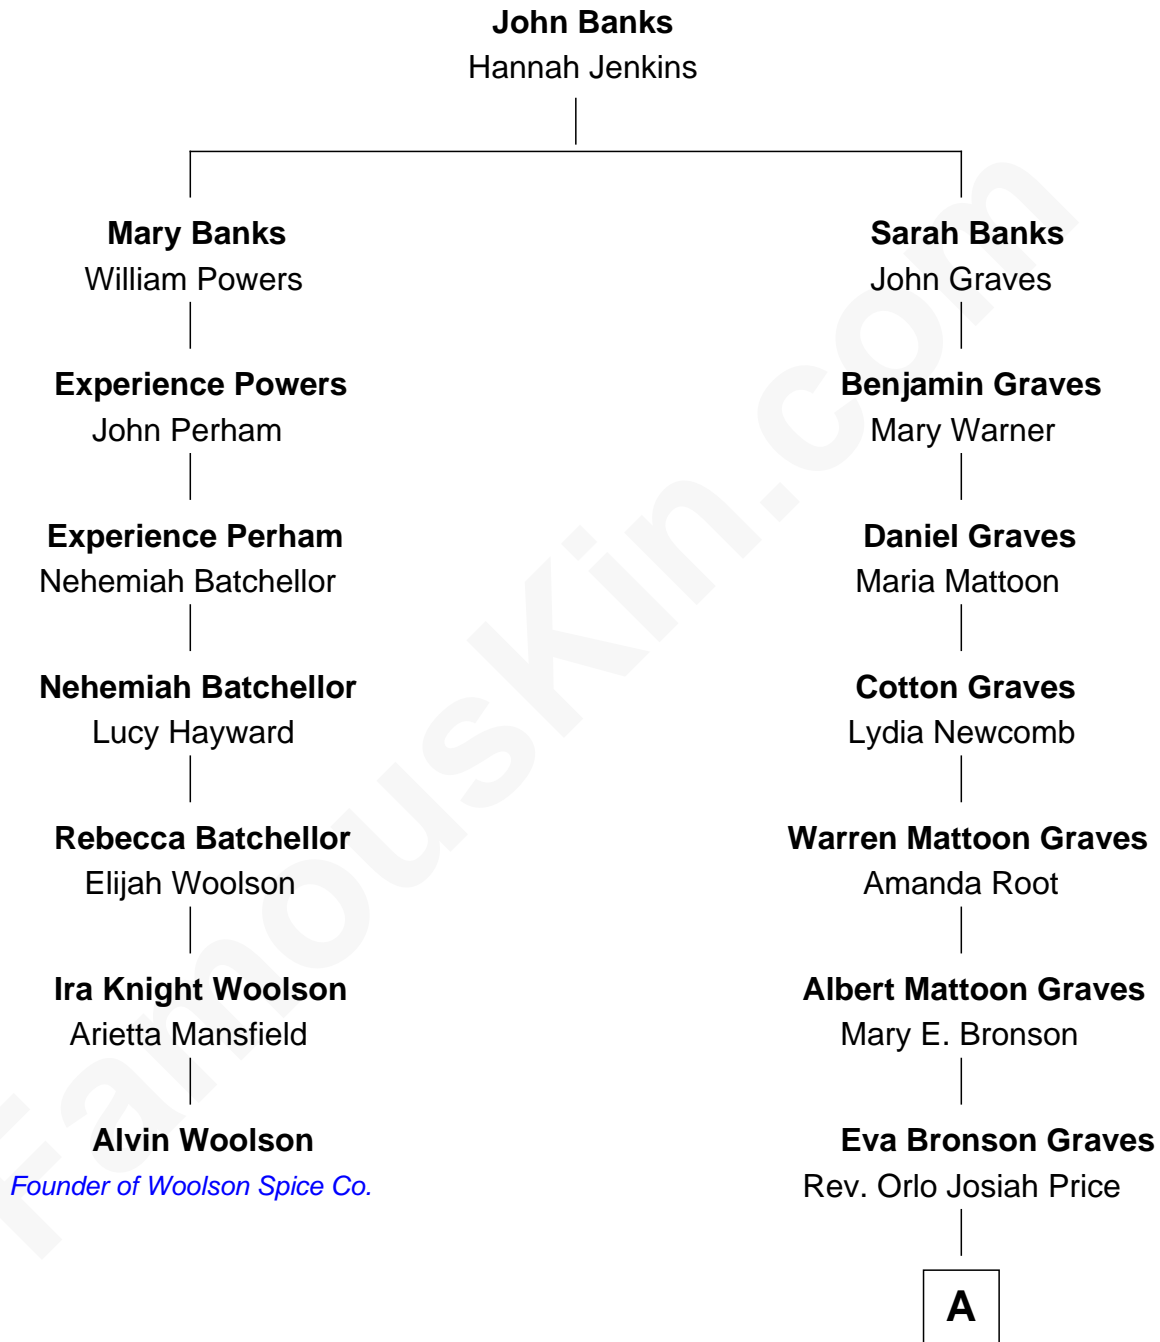 John Banks
Hannah Jenkins
Mary Banks
William Powers
Sarah Banks
John Graves
Experience Powers
John Perham
Benjamin Graves
Mary Warner
Experience Perham
Nehemiah Batchellor
Daniel Graves
Maria Mattoon
Nehemiah Batchellor
Lucy Hayward
Cotton Graves
Lydia Newcomb
Rebecca Batchellor
Elijah Woolson
Warren Mattoon Graves
Amanda Root
Ira Knight Woolson
Arietta Mansfield
Albert Mattoon Graves
Mary E. Bronson
Alvin Woolson
Founder of Woolson Spice Co.
Eva Bronson Graves
Rev. Orlo Josiah Price
A
FamousKin.com